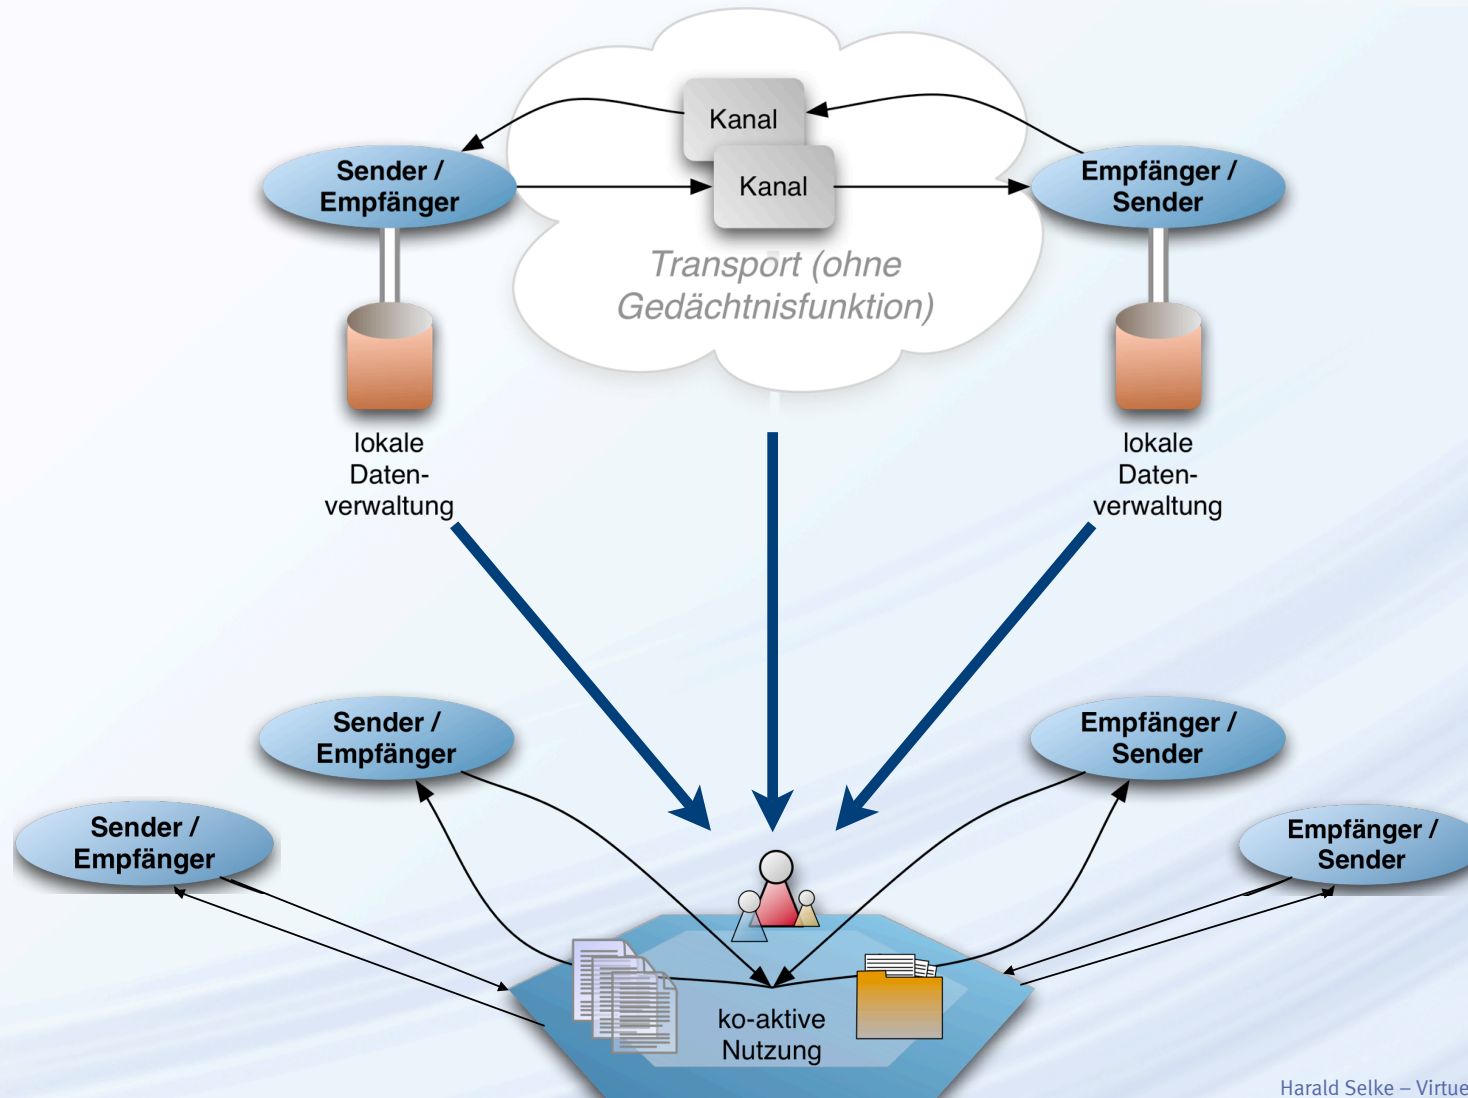 Kanal
Sender /
Empfänger
Kanal
Empfänger /
Sender
Transport (ohne
Gedächtnisfunktion)
lokale
Daten-
verwaltung
lokale
Daten-
verwaltung
Sender /
Empfänger
Empfänger /
Sender
Sender /
Empfänger
Empfänger /
Sender
ko-aktive
Nutzung
Harald Selke – Virtue